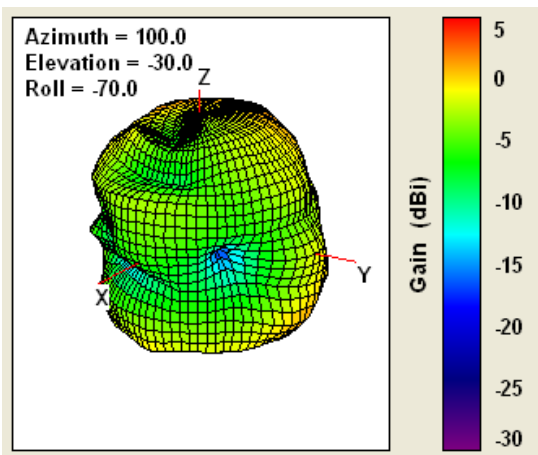 Azimuth = 100.0
Elevation = -30.0
Roll = -70.0
Z
X
Y
Gain (dBi)
5
0
-5
-10
-15
-20
-25
-30